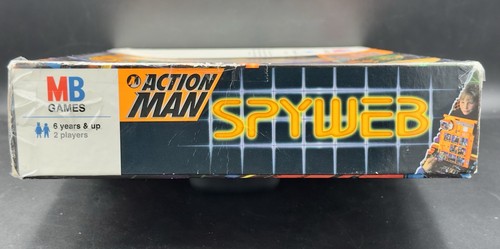 MB
GAMES
6 years & up
2 players
ACTION
MAN
SPYWEB